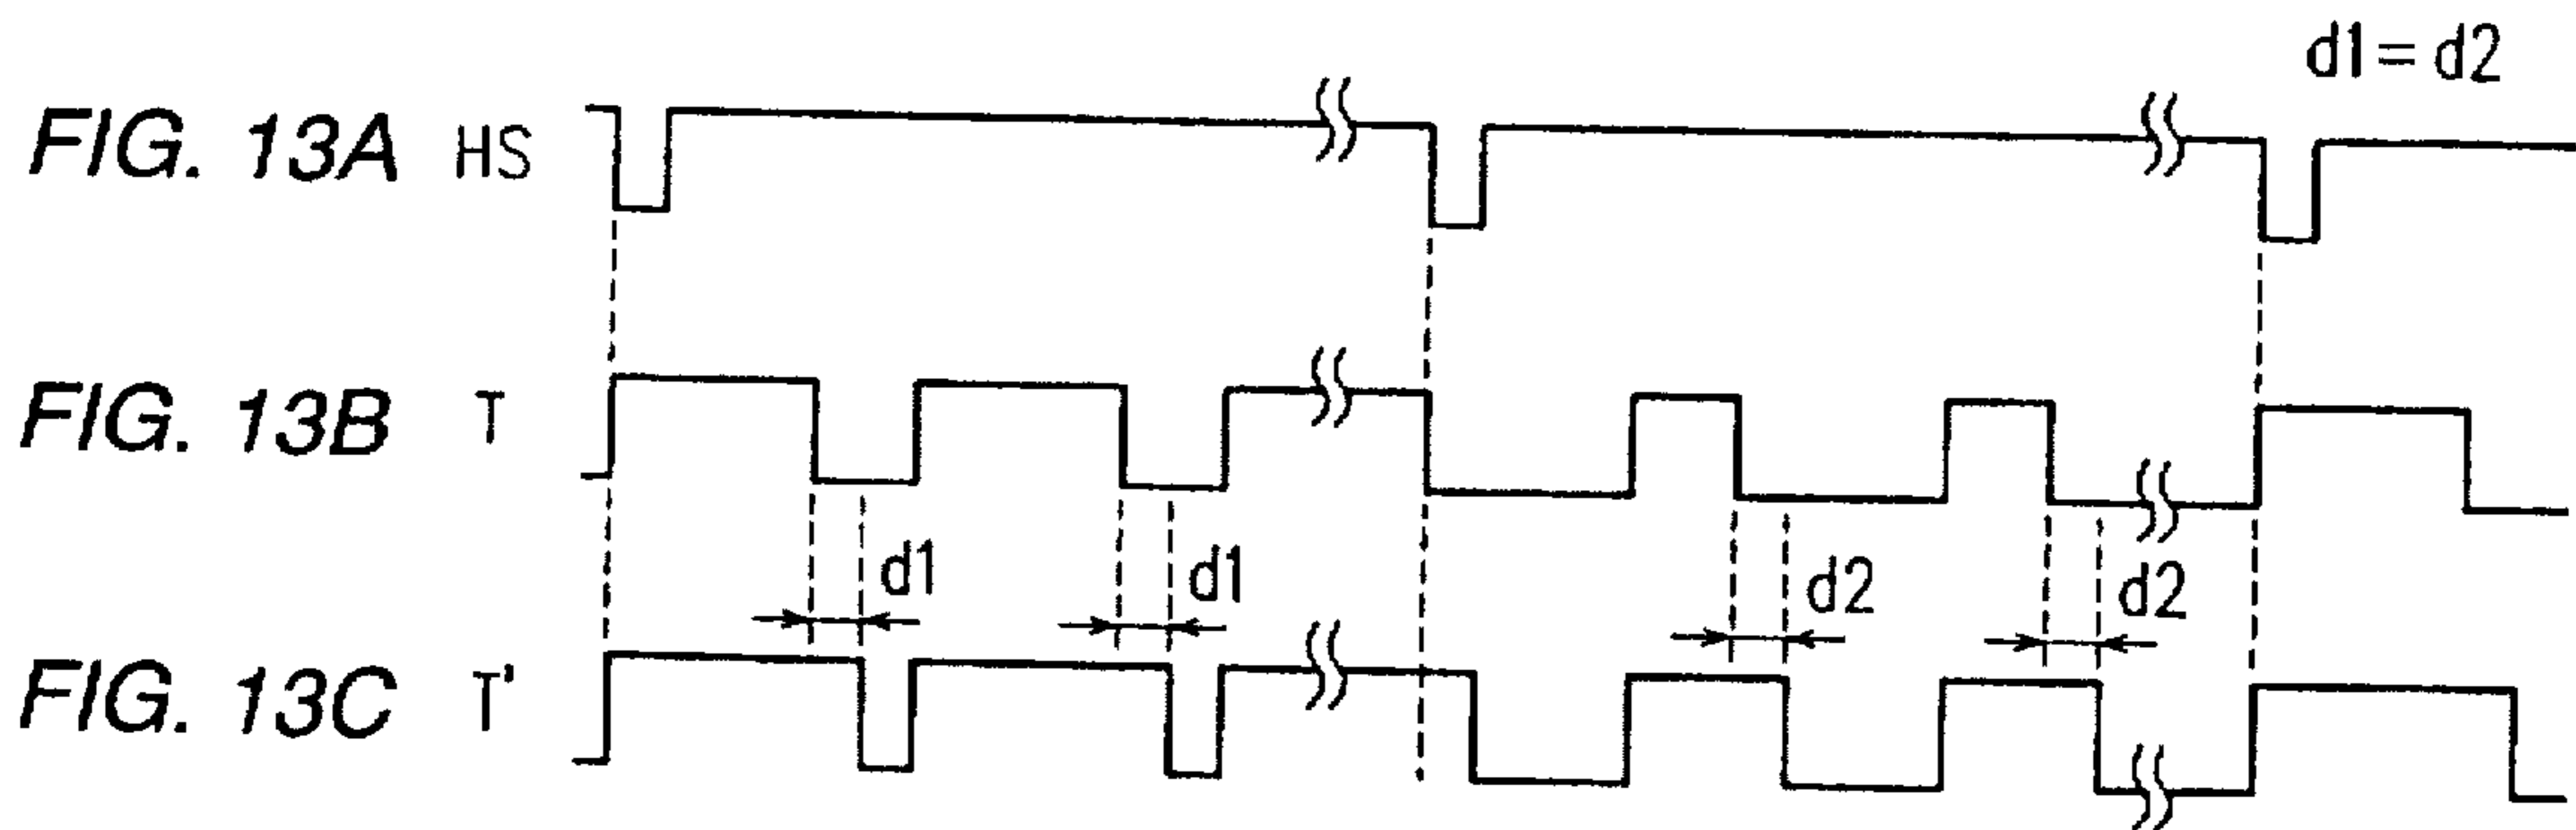 d1 = d2
FIG. 13A HS
FIG. 13B T
d1 d1 d2 d2
FIG. 13C T'